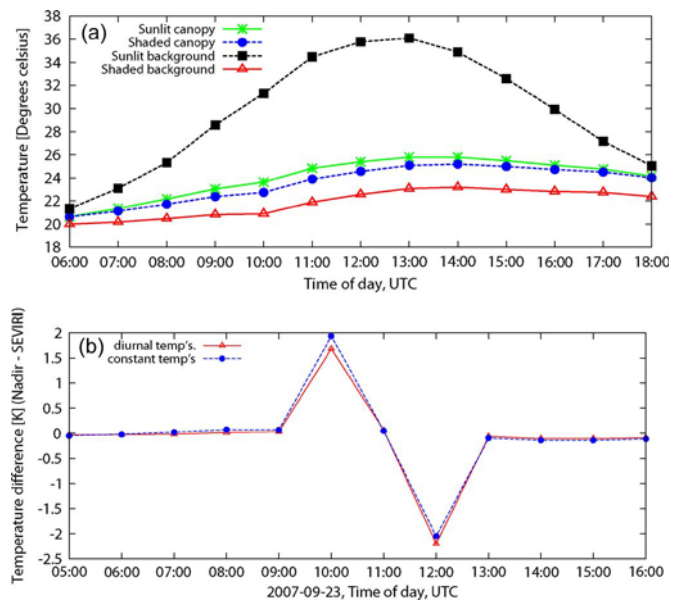 (a)
Sunlit canopy
Shaded canopy
Sunlit background
Shaded background
Temperature [Degrees celsius]
38
36
34
32
30
28
26
24
22
20
18
06:00 07:00 08:00 09:00 10:00 11:00 12:00 13:00 14:00 15:00 16:00 17:00 18:00
Time of day, UTC
(b)
diurnal temp's.
constant temp's
Temperature difference [K] (Nadir - SEVIRI)
2
1.5
1
0.5
0
-0.5
-1
-1.5
-2
-2.5
05:00 06:00 07:00 08:00 09:00 10:00 11:00 12:00 13:00 14:00 15:00 16:00
2007-09-23, Time of day, UTC